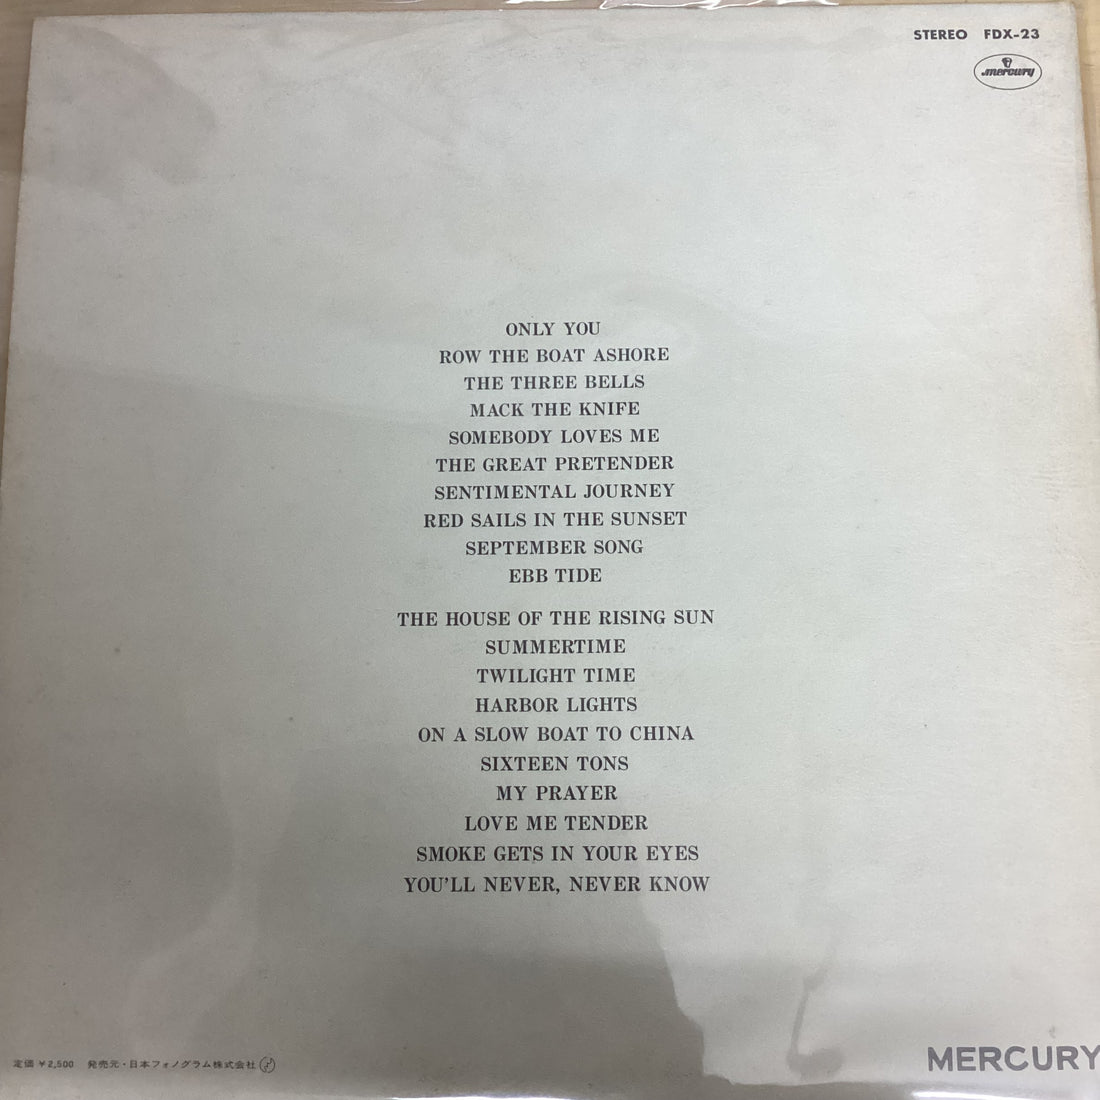 STEREO FDX-23
mercury
ONLY YOU
ROW THE BOAT ASHORE
THE THREE BELLS
MACK THE KNIFE
SOMEBODY LOVES ME
THE GREAT PRETENDER
SENTIMENTAL JOURNEY
RED SAILS IN THE SUNSET
SEPTEMBER SONG
EBB TIDE
THE HOUSE OF THE RISING SUN
SUMMERTIME
TWILIGHT TIME
HARBOR LIGHTS
ON A SLOW BOAT TO CHINA
SIXTEEN TONS
MY PRAYER
LOVE ME TENDER
SMOKE GETS IN YOUR EYES
YOU'LL NEVER, NEVER KNOW
定価 ¥2,500 発売元・日本フォノグラム株式会社
MERCURY